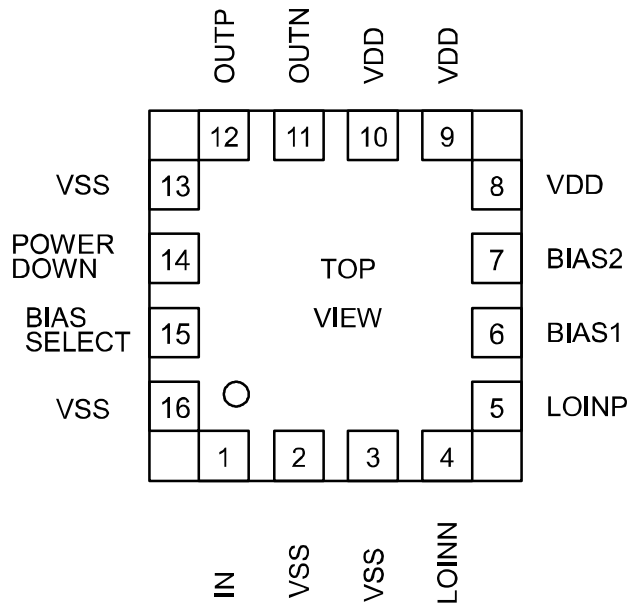 OUTP
OUTN
VDD
VDD
12
11
10
9
VSS
13
8
VDD
POWER
DOWN
14
TOP
7
BIAS2
BIAS
SELECT
15
VIEW
6
BIAS1
VSS
16
5
LOINP
1
2
3
4
IN
VSS
VSS
LOINN